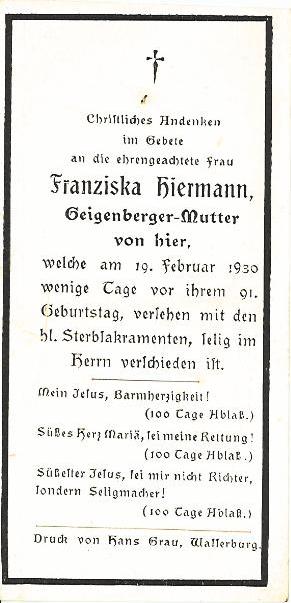 Christliches Andenken
im Gebete
an die ehrengeachtete Frau
Franziska Hiermann,
Geigenberger-Mutter
von hier,
welche am 19. Februar 1930
wenige Tage vor ihrem 91.
Geburtstag, versehen mit den
hl. Sterbsakramenten, selig im
Herrn verschieden ist.
Mein Jesus, Barmherzigkeit!
(100 Tage Ablaß.)
Süßes Herz Mariä, sei meine Rettung!
(100 Tage Ablaß.)
Süßester Jesus, sei mir nicht Richter,
sondern Seligmacher!
(100 Tage Ablaß.)
Druck von Hans Grau, Wasserburg.